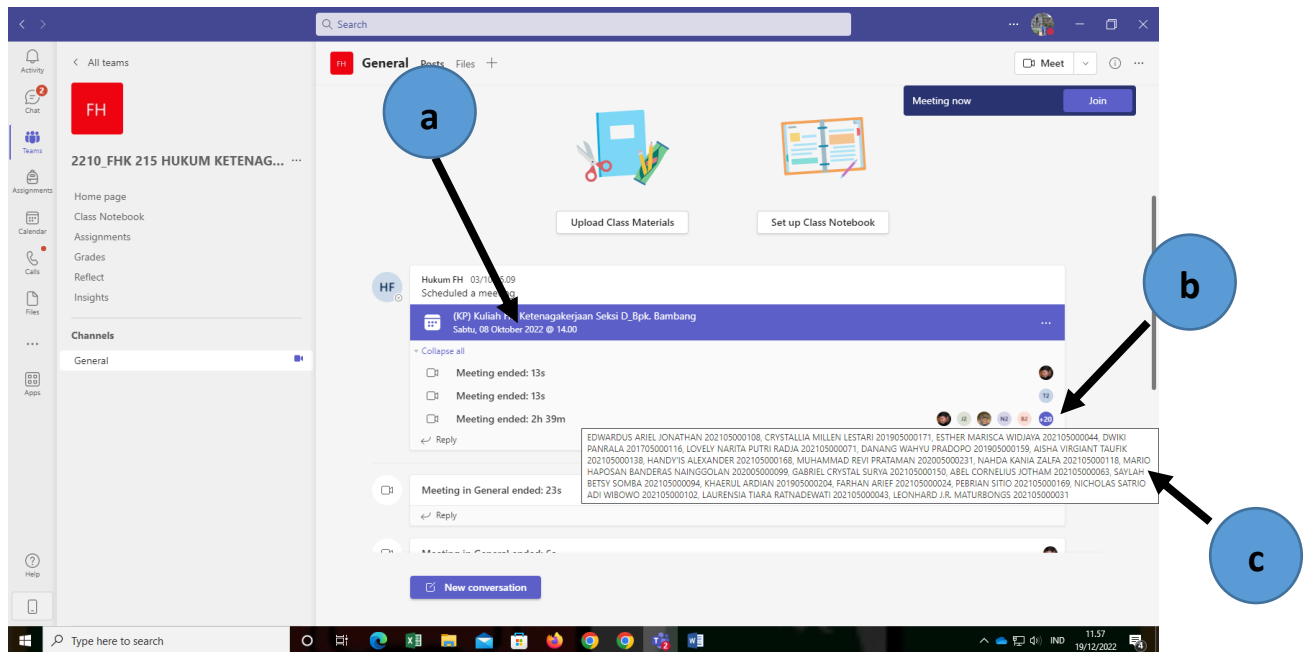 Search
Activity
Chat
2
Teams
Assignments
Calendar
Calls
Files
Apps
Help
All teams
FH
2210_FHK 215 HUKUM KETENAG...
Home page
Class Notebook
Assignments
Grades
Reflect
Insights
Channels
General
FH General Posts Files
Meet
Meeting now Join
a
Upload Class Materials
Set up Class Notebook
HF
Hukum FH
Scheduled a meeting
(KP) Kuliah Ketenagakerjaan Seksi D_Bpk. Bambang
Sabtu, 08 Oktober 2022 @ 14.00
Collapse all
Meeting ended: 13s
Meeting ended: 13s T2
Meeting ended: 2h 39m JZ N2 B2 +20
Reply
b
EDWARDUS ARIEL JONATHAN 202105000108, CRYSTALLIA MILLEN LESTARI 201905000171, ESTHER MARISCA WIDJAYA 202105000044, DWIKI
PANRALA 201705000116, LOVELY NARITA PUTRI RADJA 202105000071, DANANG WAHYU PRADOPO 201905000159, AISHA VIRGIANT TAUFIK
202105000138, HANDY'IS ALEXANDER 202105000168, MUHAMMAD REVI PRATAMAN 202005000231, NAHDA KANIA ZALFA 202105000118, MARIO
HAPOSAN BANDERAS NAINGGOLAN 202005000099, GABRIEL CRYSTAL SURYA 202105000150, ABEL CORNELIUS JOTHAM 202105000063, SAYLAH
BETSY SOMBA 202105000094, KHAERUL ARDIAN 201905000204, FARHAN ARIEF 202105000024, PEBRIAN SITIO 202105000169, NICHOLAS SATRIO
ADI WIBOWO 202105000102, LAURENSIA TIARA RATNADEWATI 202105000043, LEONHARD J.R. MATURBONGS 202105000031
c
Meeting in General ended: 23s
Reply
New conversation
Type here to search
IND
11.57
19/12/2022
4